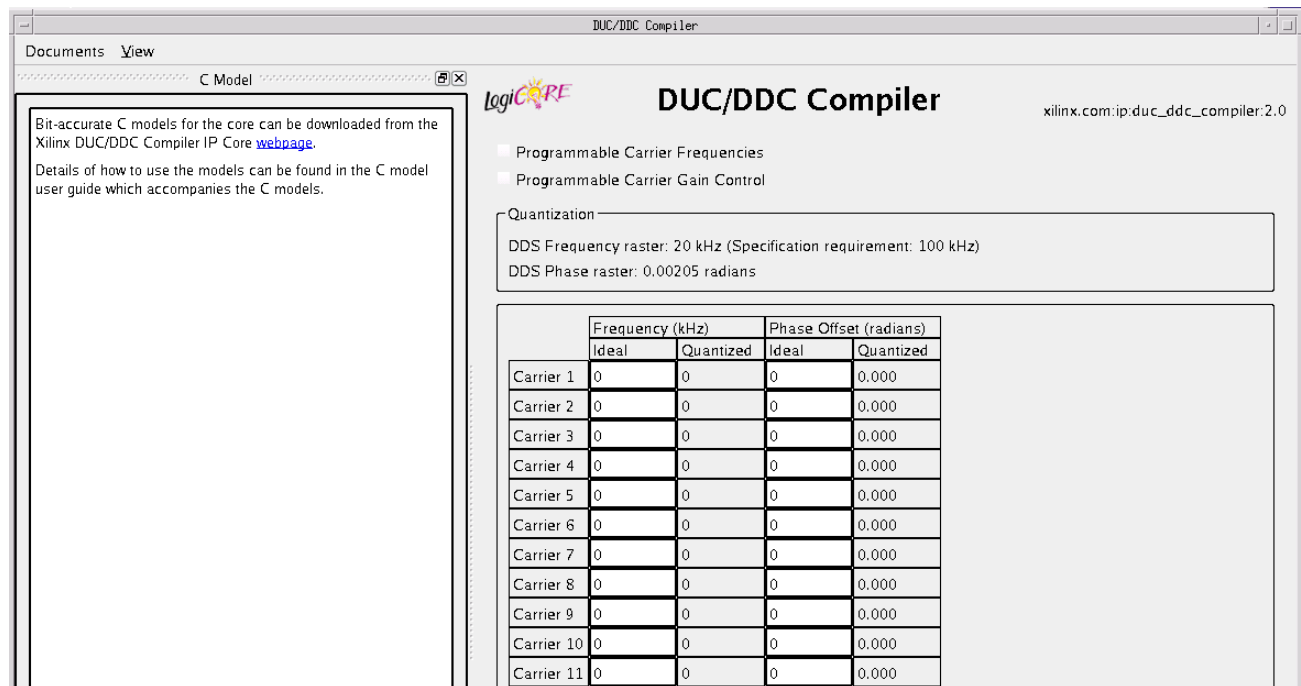 DUC/DDC Compiler
Documents View
C Model
Bit-accurate C models for the core can be downloaded from the
Xilinx DUC/DDC Compiler IP Core webpage.
Details of how to use the models can be found in the C model
user guide which accompanies the C models.
LogiCORE
DUC/DDC Compiler
xilinx.com:ip:duc_ddc_compiler:2.0
Programmable Carrier Frequencies
Programmable Carrier Gain Control
Quantization
DDS Frequency raster: 20 kHz (Specification requirement: 100 kHz)
DDS Phase raster: 0.00205 radians
Frequency (kHz) Phase Offset (radians)
Ideal Quantized Ideal Quantized
Carrier 1 0 0 0 0.000
Carrier 2 0 0 0 0.000
Carrier 3 0 0 0 0.000
Carrier 4 0 0 0 0.000
Carrier 5 0 0 0 0.000
Carrier 6 0 0 0 0.000
Carrier 7 0 0 0 0.000
Carrier 8 0 0 0 0.000
Carrier 9 0 0 0 0.000
Carrier 10 0 0 0 0.000
Carrier 11 0 0 0 0.000